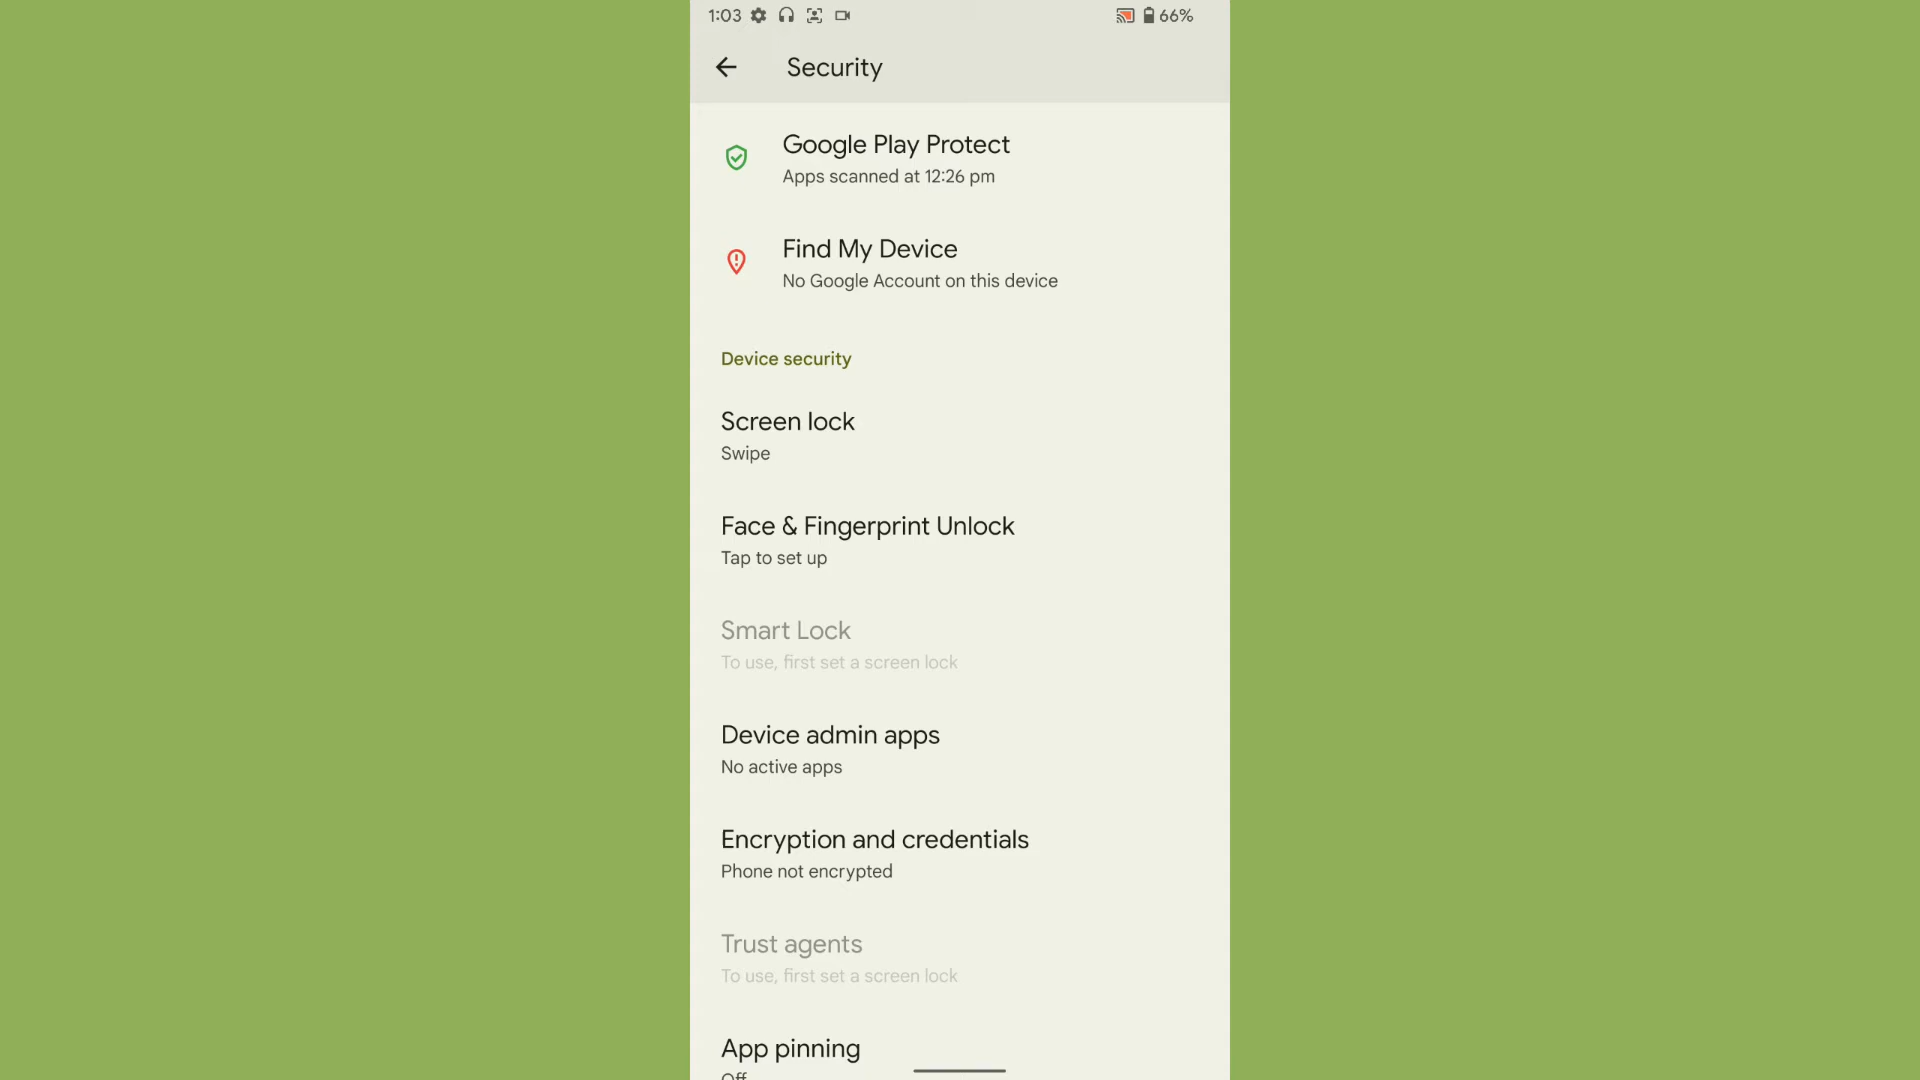 1:03 66%
Security
Google Play Protect
Apps scanned at 12:26 pm
Find My Device
No Google Account on this device
Device security
Screen lock
Swipe
Face & Fingerprint Unlock
Tap to set up
Smart Lock
To use, first set a screen lock
Device admin apps
No active apps
Encryption and credentials
Phone not encrypted
Trust agents
To use, first set a screen lock
App pinning
Off